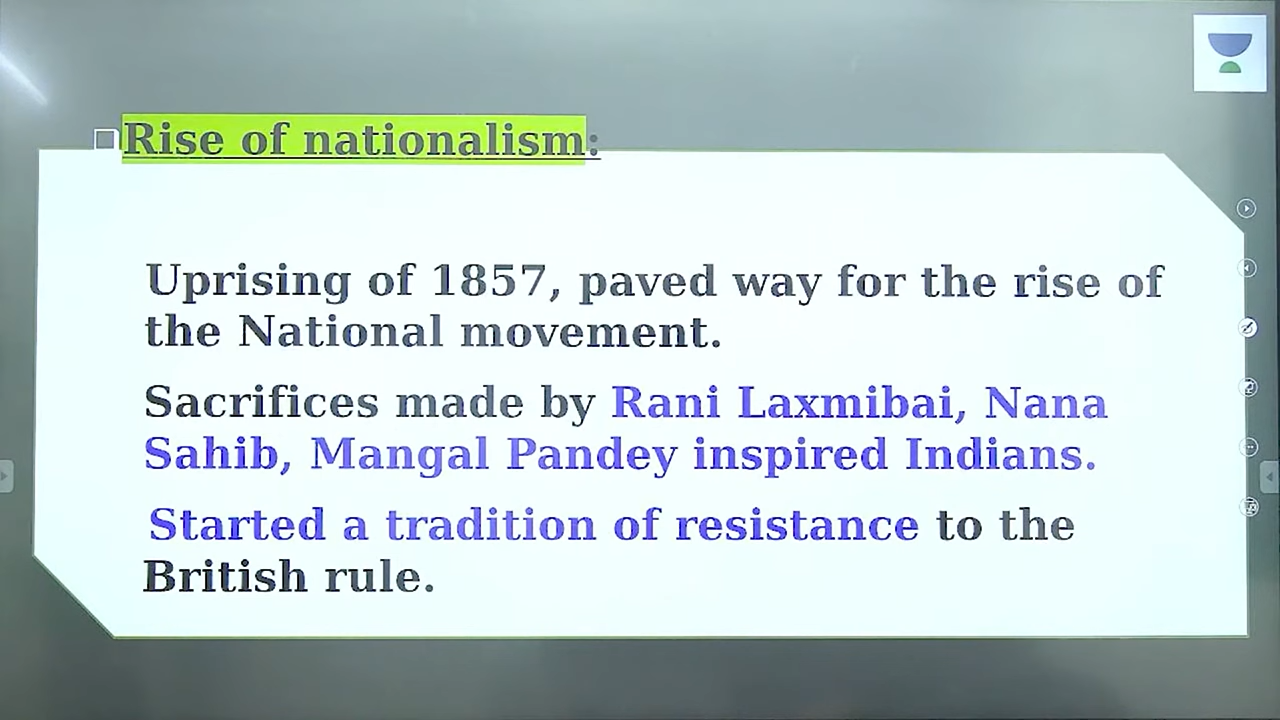 Rise of nationalism:
Uprising of 1857, paved way for the rise of
the National movement.
Sacrifices made by Rani Laxmibai, Nana
Sahib, Mangal Pandey inspired Indians.
Started a tradition of resistance to the
British rule.